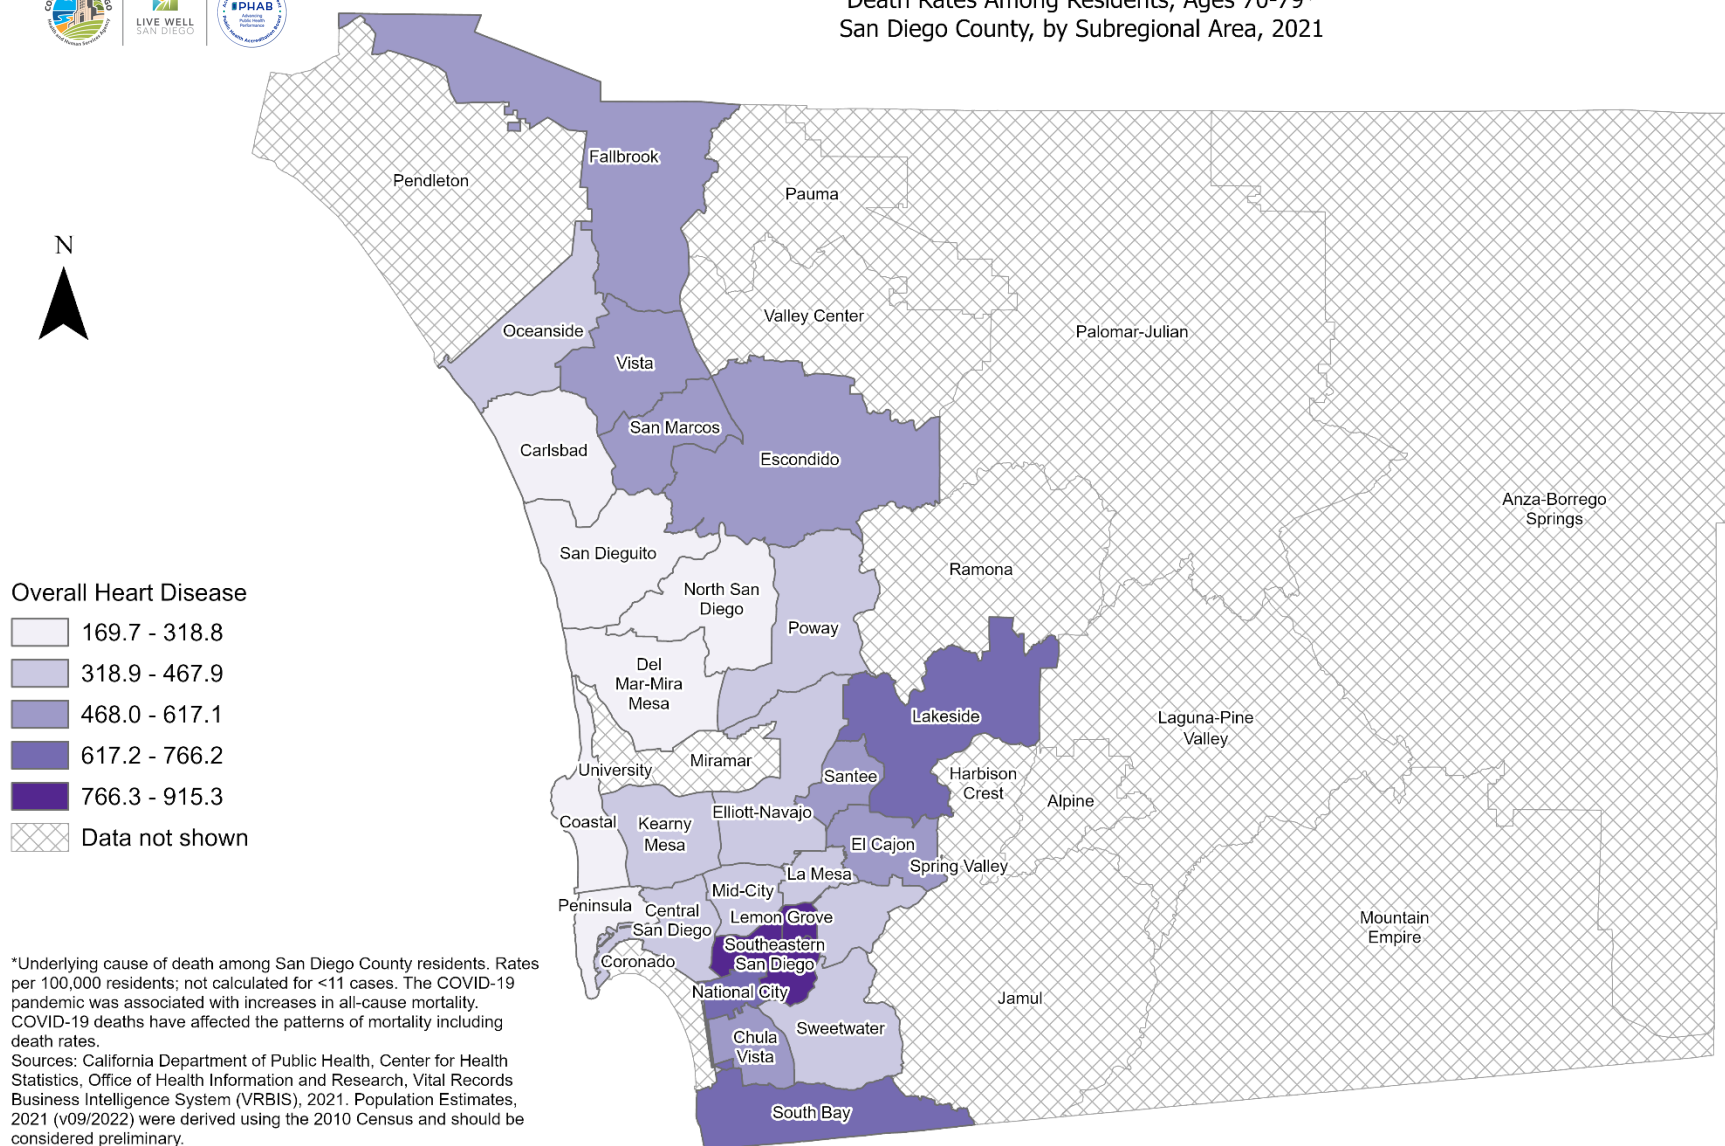 LIVE WELL
SAN DIEGO
PHAB
Advancing
Public Health
Performance
Death Rates Among Residents, Ages 70-79*
San Diego County, by Subregional Area, 2021
Fallbrook
Pendleton
Pauma
N
Valley Center
Oceanside
Palomar-Julian
Vista
San Marcos
Carlsbad
Escondido
Anza-Borrego
Springs
San Dieguito
Ramona
North San
Diego
Poway
Del
Mar-Mira
Mesa
Lakeside
Laguna-Pine
Valley
Miramar
University
Santee
Harbison
Crest
Alpine
Elliott-Navajo
Coastal
Kearny
Mesa
El Cajon
Spring Valley
La Mesa
Mid-City
Peninsula
Central
San Diego
Lemon Grove
Mountain
Empire
Southeastern
San Diego
Coronado
National City
Jamul
Sweetwater
Chula
Vista
South Bay
Overall Heart Disease
169.7 - 318.8
318.9 - 467.9
468.0 - 617.1
617.2 - 766.2
766.3 - 915.3
Data not shown
*Underlying cause of death among San Diego County residents. Rates
per 100,000 residents; not calculated for <11 cases. The COVID-19
pandemic was associated with increases in all-cause mortality.
COVID-19 deaths have affected the patterns of mortality including
death rates.
Sources: California Department of Public Health, Center for Health
Statistics, Office of Health Information and Research, Vital Records
Business Intelligence System (VRBIS), 2021. Population Estimates,
2021 (v09/2022) were derived using the 2010 Census and should be
considered preliminary.